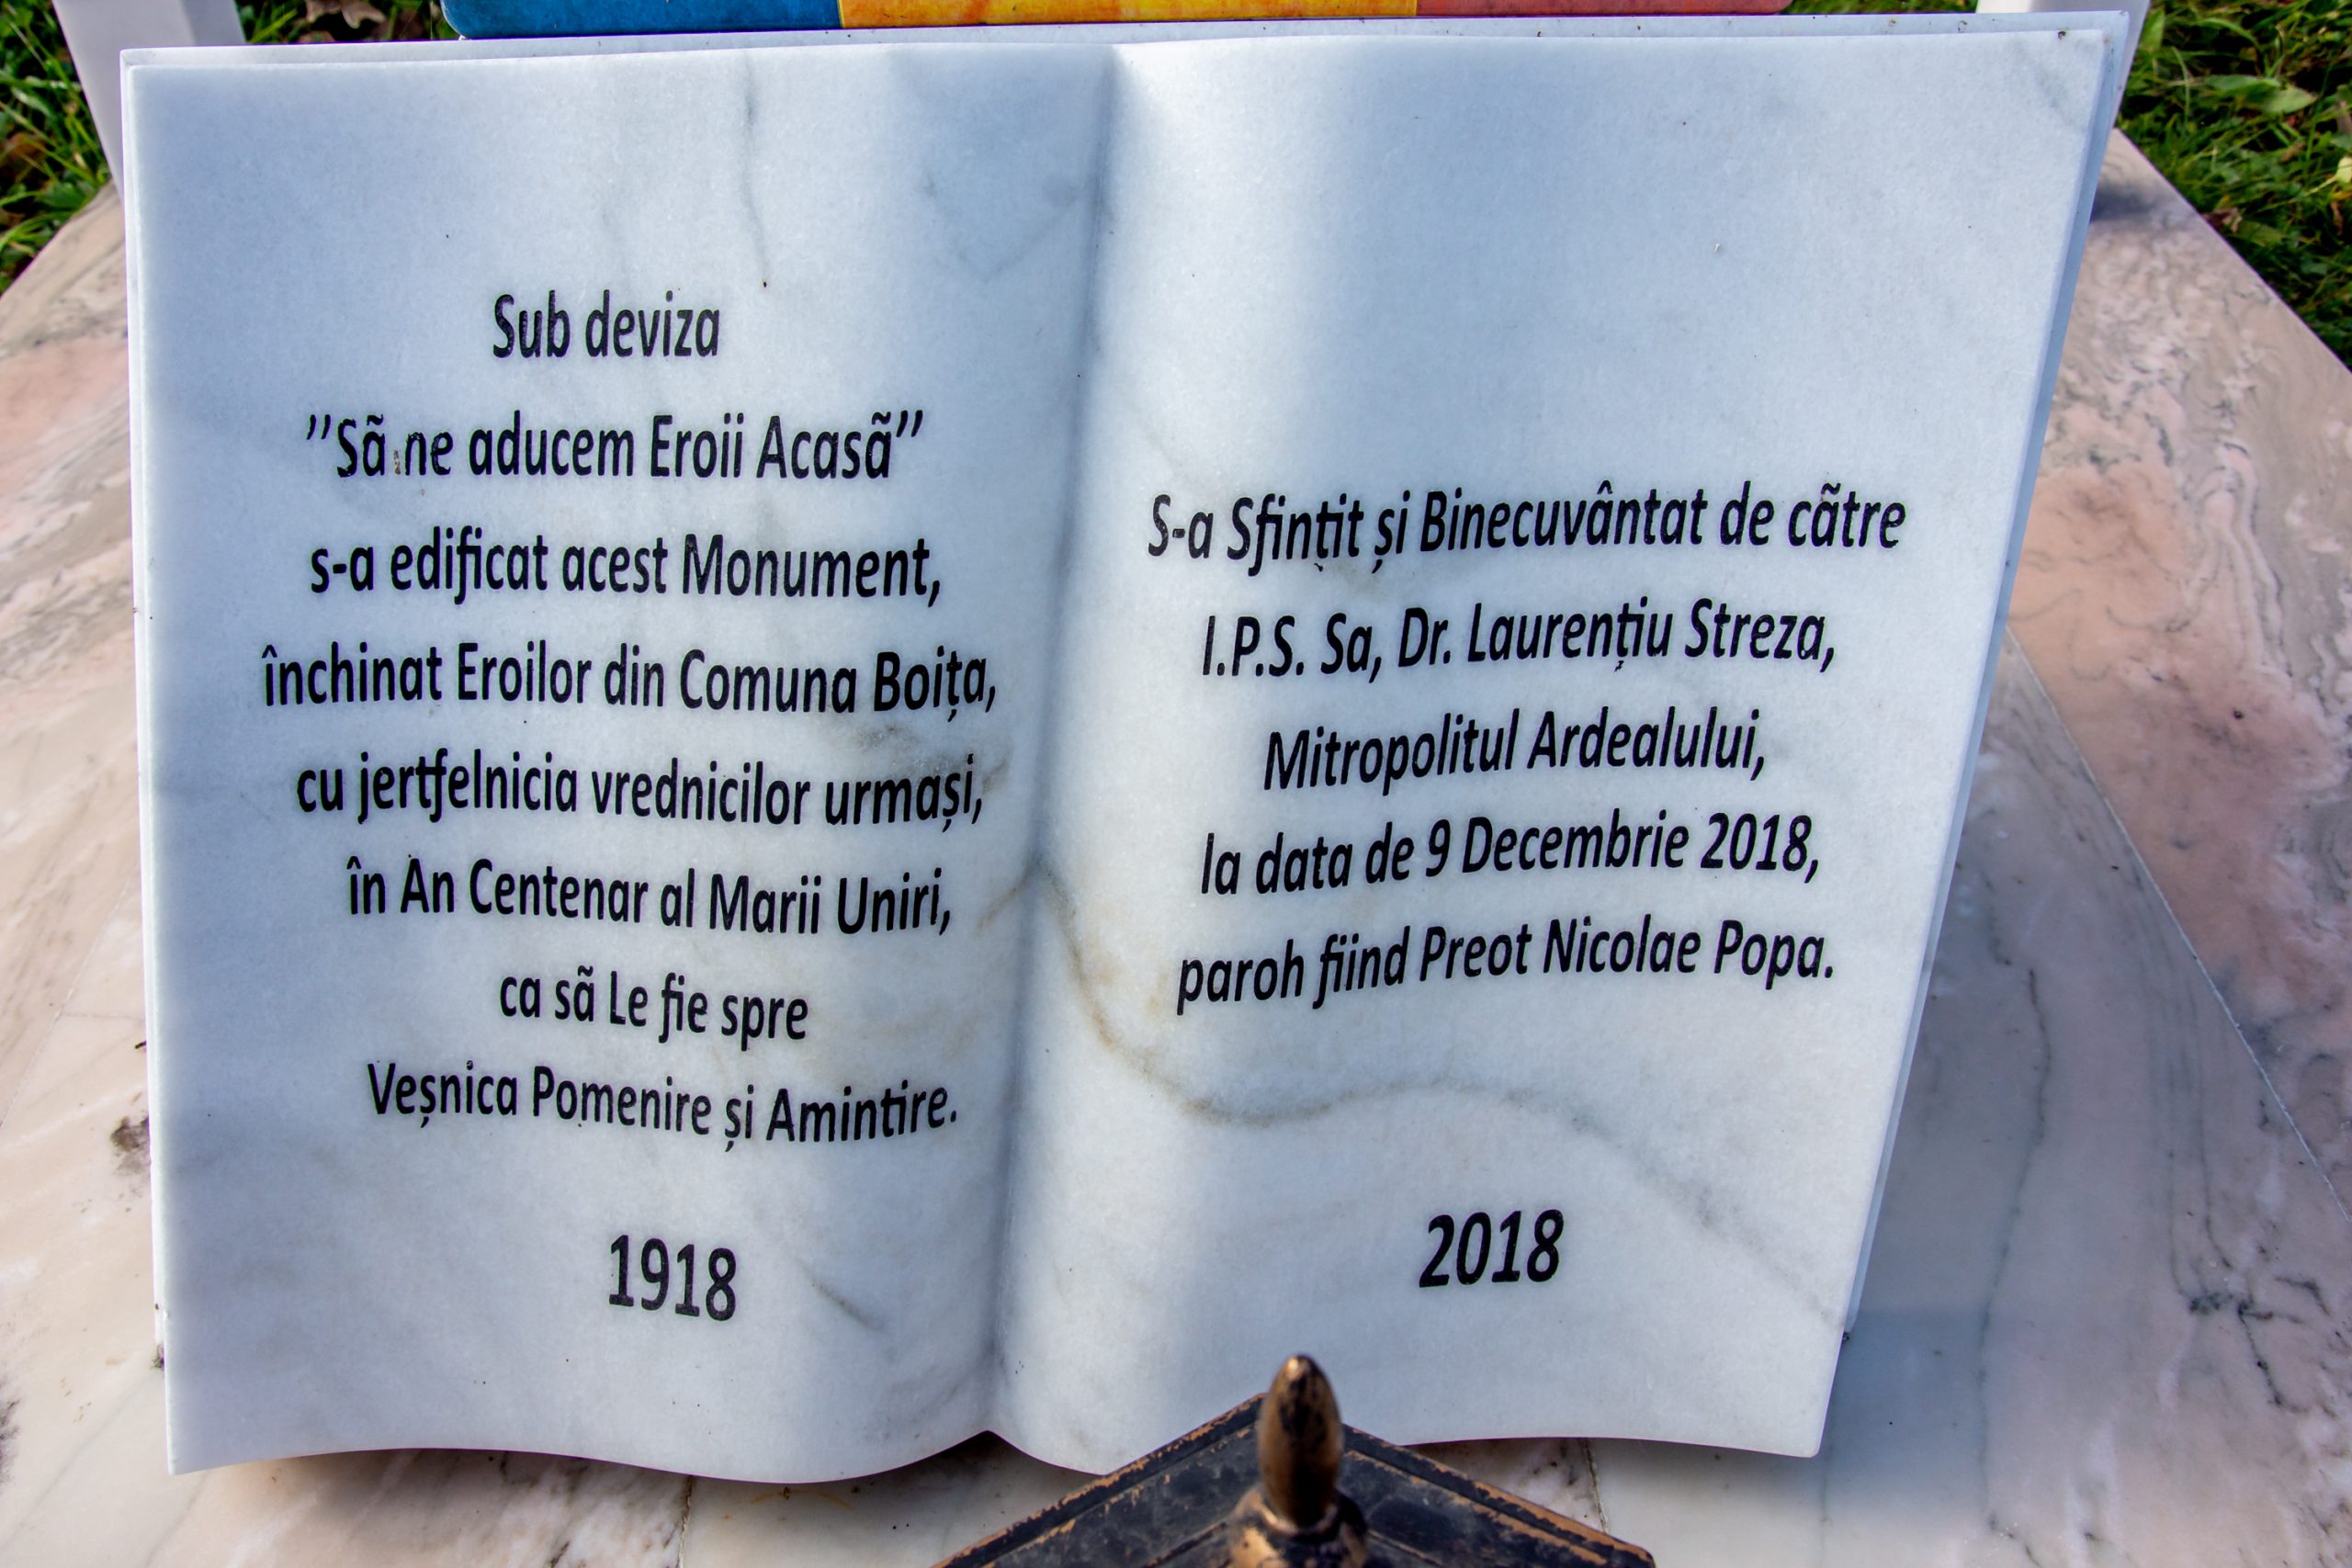 Sub deviza
”Sã ne aducem Eroii Acasã”
s-a edificat acest Monument,
închinat Eroilor din Comuna Boița,
cu jertfelnicia vrednicilor urmași,
în An Centenar al Marii Uniri,
ca sã Le fie spre
Veșnica Pomenire și Amintire.
1918
S-a Sfințit și Binecuvântat de cãtre
I.P.S. Sa, Dr. Laurențiu Streza,
Mitropolitul Ardealului,
la data de 9 Decembrie 2018,
paroh fiind Preot Nicolae Popa.
2018